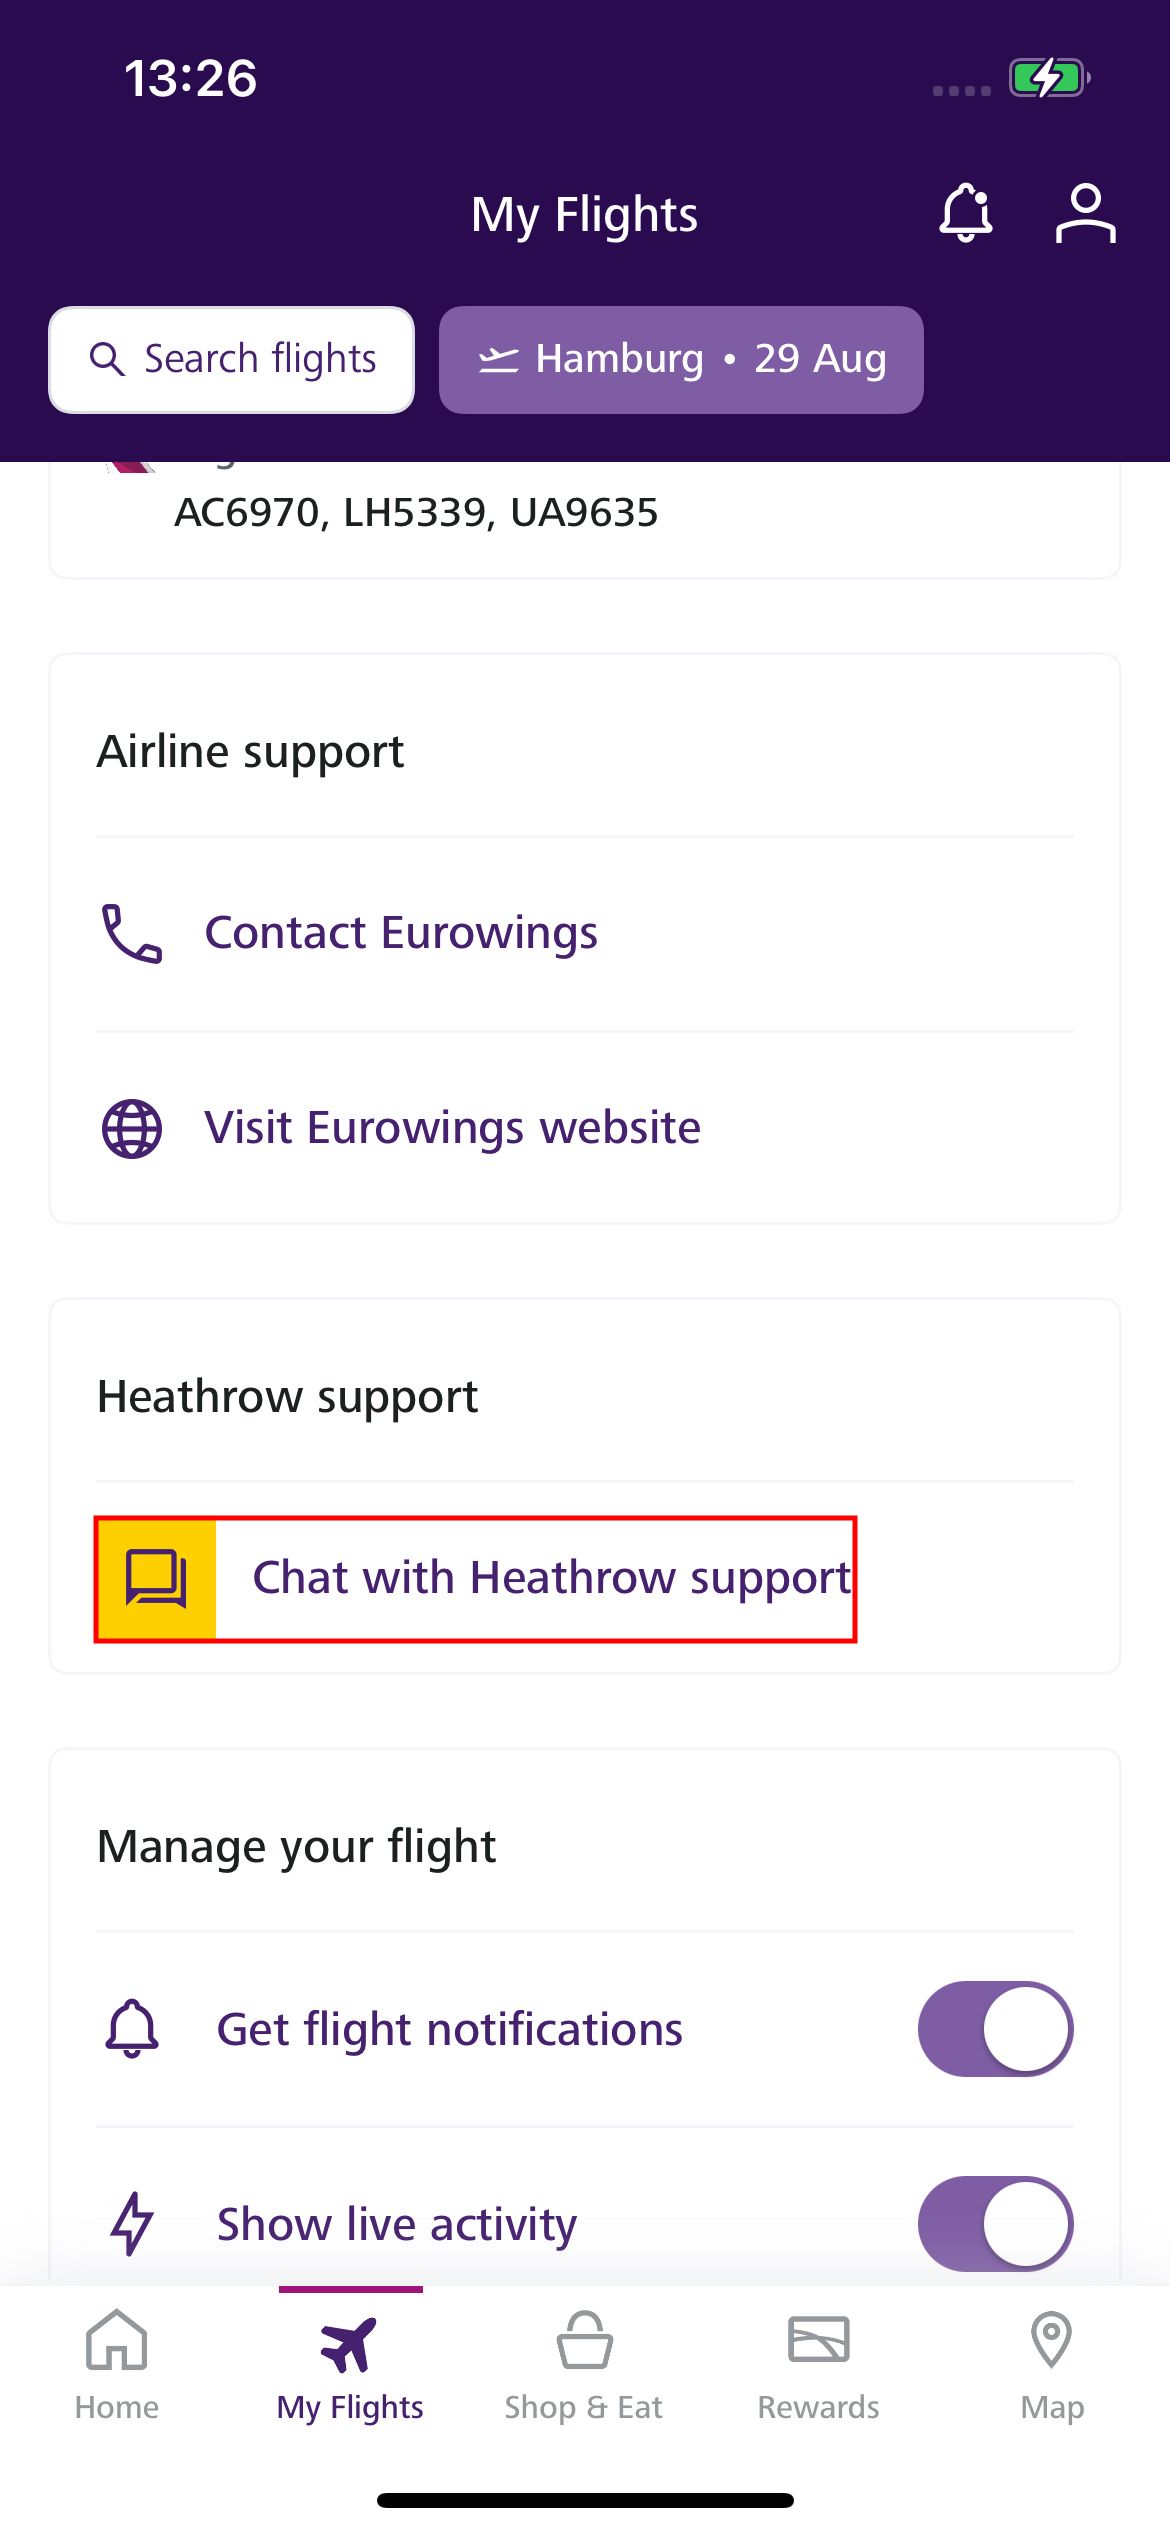 13:26
My Flights
Search flights
Hamburg • 29 Aug
AC6970, LH5339, UA9635
Airline support
Contact Eurowings
Visit Eurowings website
Heathrow support
Chat with Heathrow support
Manage your flight
Get flight notifications
Show live activity
Home
My Flights
Shop & Eat
Rewards
Map